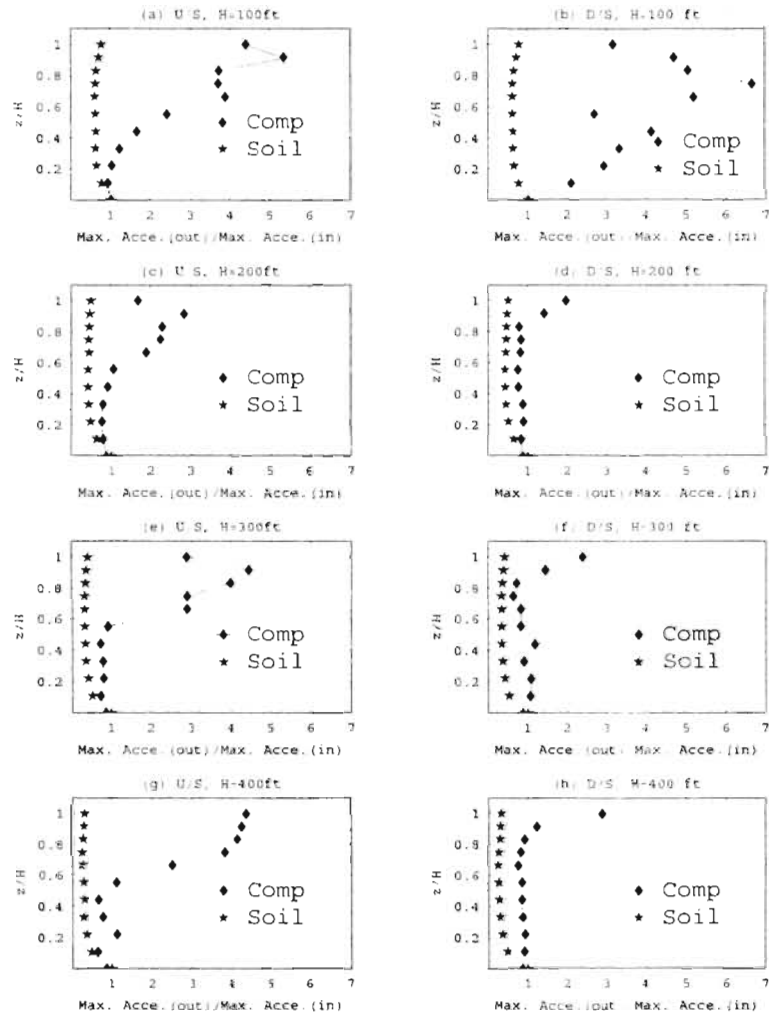 (a) U/S, H=100ft
1
0.8
0.6
0.4
0.2
z/H
Comp
Soil
1 2 3 4 5 6 7
Max. Acce.(out)/Max. Acce.(in)
(b) D/S, H=100 ft
1
0.8
0.6
0.4
0.2
z/H
Comp
Soil
1 2 3 4 5 6 7
Max. Acce.(out)/Max. Acce.(in)
(c) U S, H=200ft
1
0.8
0.6
0.4
0.2
z/H
Comp
Soil
1 2 3 4 5 6 7
Max. Acce.(out)/Max. Acce.(in)
(d) D/S, H=200 ft
1
0.8
0.6
0.4
0.2
z/H
Comp
Soil
1 2 3 4 5 6 7
Max. Acce.(out)/Max. Acce.(in)
(e) U/S, H=300ft
1
0.8
0.6
0.4
0.2
z/H
Comp
Soil
1 2 3 4 5 6 7
Max. Acce.(out)/Max. Acce.(in)
(f) D/S, H=300 ft
1
0.8
0.6
0.4
0.2
z/H
Comp
Soil
1 2 3 4 5 6 7
Max. Acce.(out) Max. Acce.(in)
(g) U/S, H=400ft
1
0.8
0.6
0.4
0.2
z/H
Comp
Soil
1 2 3 4 5 6 7
Max. Acce.(out)/Max. Acce.(in)
(h) D/S, H=400 ft
1
0.8
0.6
0.4
0.2
z/H
Comp
Soil
1 2 3 4 5 6 7
Max. Acce.(out Max. Acce.(in)